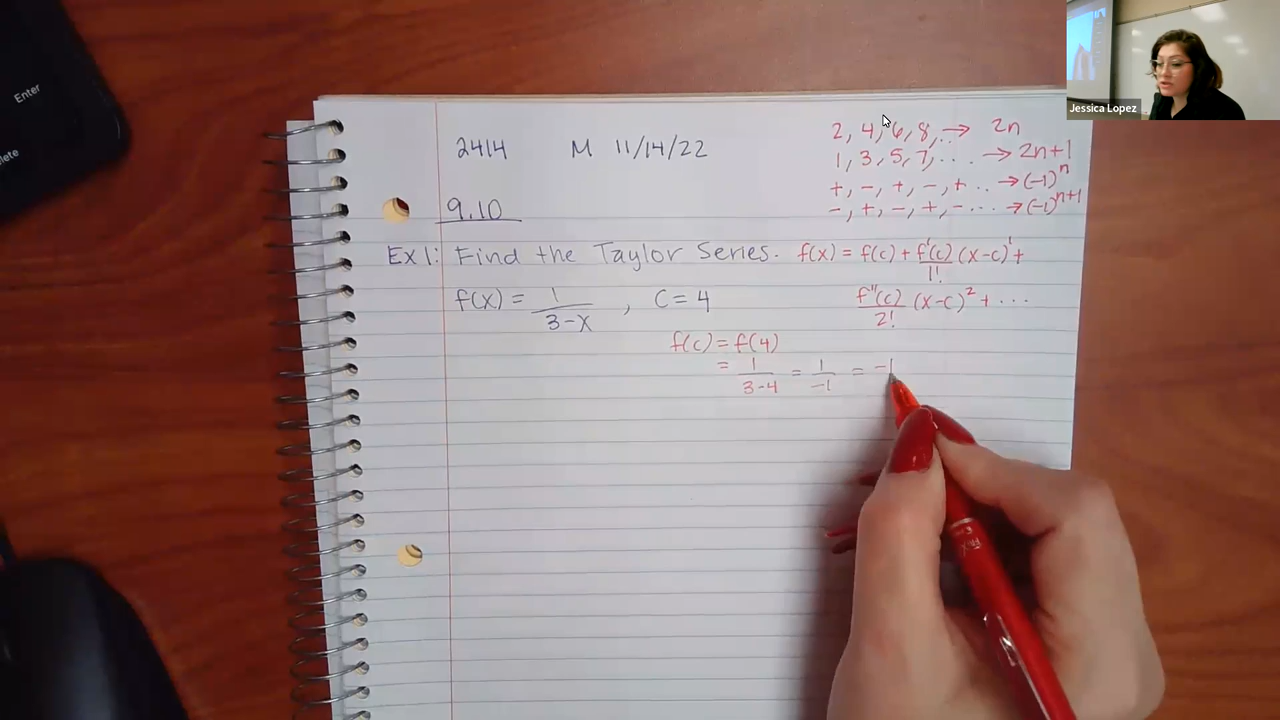 Enter
lete
Jessica Lopez
2414 M 11/14/22
2, 4, 6, 8, ... → 2n
1, 3, 5, 7, ... → 2n+1
+, -, +, -, + ... → (-1)^n
-, +, -, +, - ... → (-1)^{n+1}
9.10
Ex 1: Find the Taylor Series. f(x) = f(c) + f'(c)/1! (x-c)^1 +
f''(c)/2! (x-c)^2 + ...
f(x) = 1/(3-x) , c = 4
f(c) = f(4)
= 1/(3-4) = 1/-1 = -1